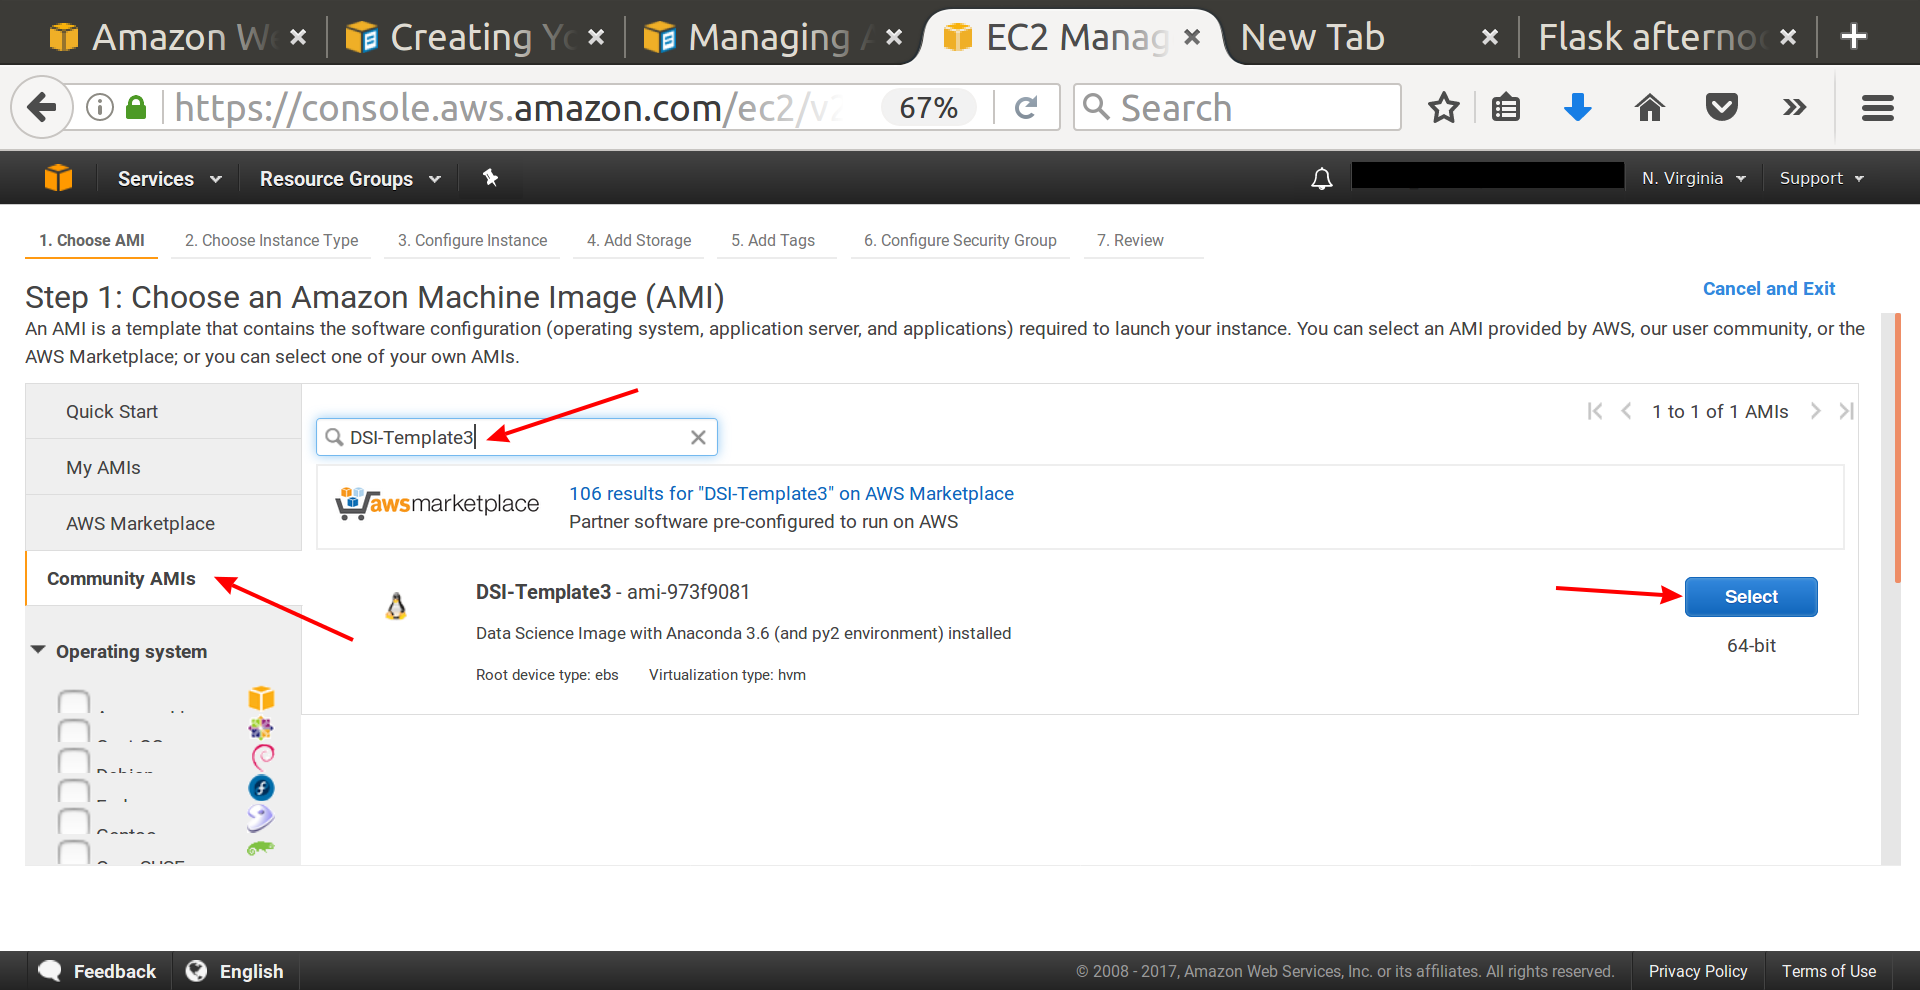 Amazon We
Creating Yo
Managing A
EC2 Manag
New Tab
Flask afternoo
https://console.aws.amazon.com/ec2/v2
67%
Search
Services
Resource Groups
N. Virginia
Support
1. Choose AMI
2. Choose Instance Type
3. Configure Instance
4. Add Storage
5. Add Tags
6. Configure Security Group
7. Review
Step 1: Choose an Amazon Machine Image (AMI)
Cancel and Exit
An AMI is a template that contains the software configuration (operating system, application server, and applications) required to launch your instance. You can select an AMI provided by AWS, our user community, or the
AWS Marketplace; or you can select one of your own AMIs.
Quick Start
My AMIs
AWS Marketplace
Community AMIs
Operating system
DSI-Template3
1 to 1 of 1 AMIs
awsmarketplace
106 results for "DSI-Template3" on AWS Marketplace
Partner software pre-configured to run on AWS
DSI-Template3 - ami-973f9081
Data Science Image with Anaconda 3.6 (and py2 environment) installed
Root device type: ebs
Virtualization type: hvm
Select
64-bit
Feedback
English
© 2008 - 2017, Amazon Web Services, Inc. or its affiliates. All rights reserved.
Privacy Policy
Terms of Use